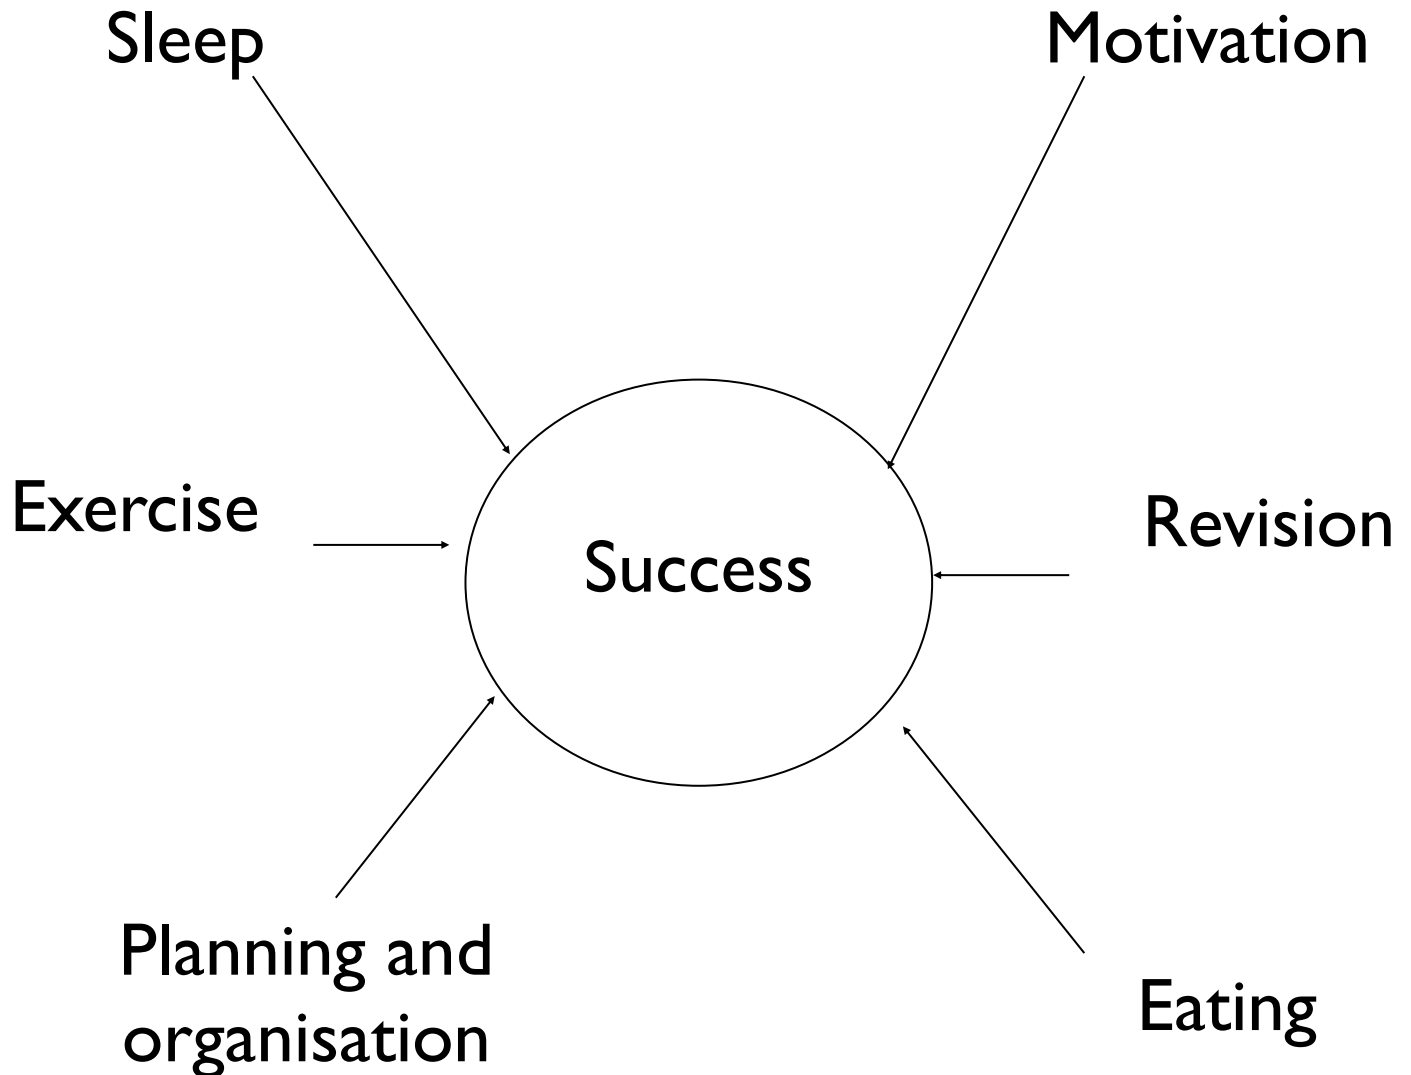 Sleep
Motivation
Exercise
Revision
Success
Planning and
organisation
Eating